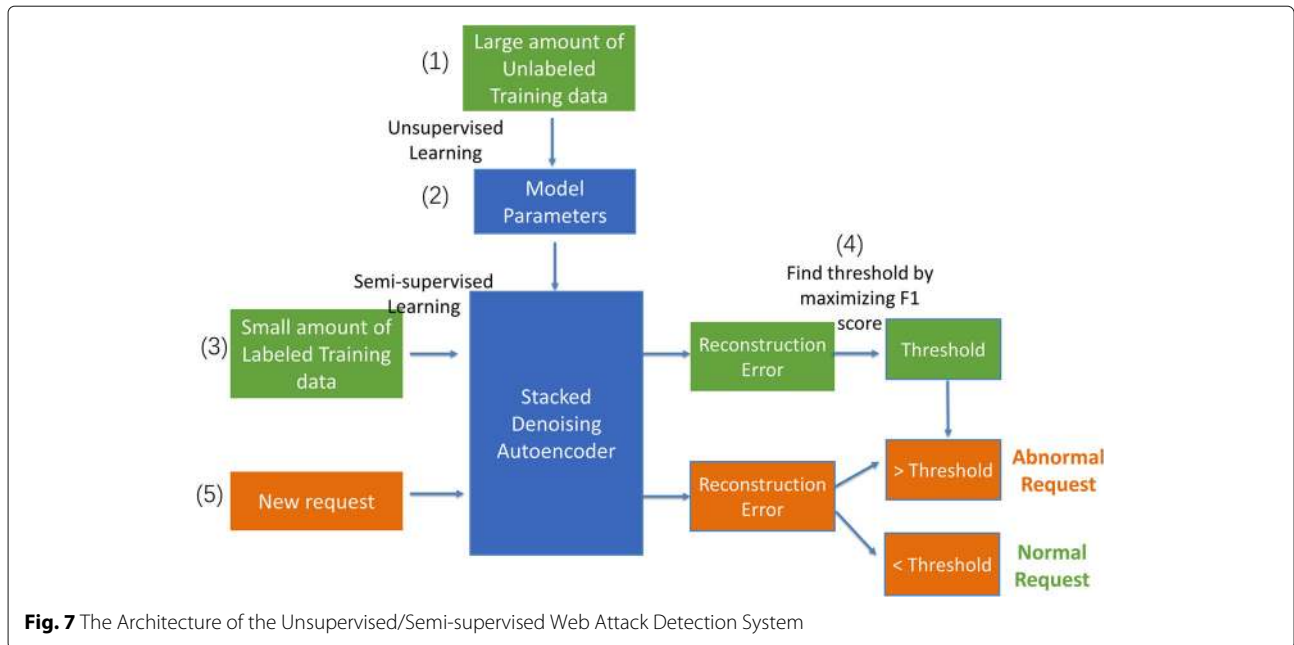 (1)
Large amount of
Unlabeled
Training data
Unsupervised
Learning
(2)
Model
Parameters
(4)
Find threshold by
maximizing F1
score
Semi-supervised
Learning
(3)
Small amount of
Labeled Training
data
Stacked
Denoising
Autoencoder
Reconstruction
Error
Threshold
(5)
New request
Reconstruction
Error
> Threshold
Abnormal
Request
< Threshold
Normal
Request
Fig. 7 The Architecture of the Unsupervised/Semi-supervised Web Attack Detection System